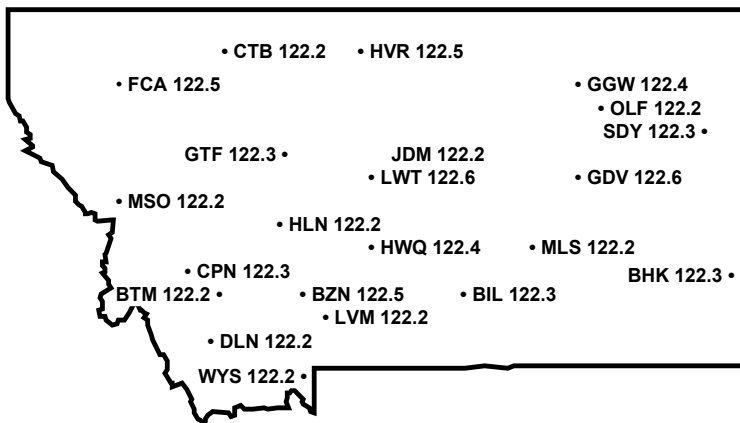 CTB 122.2
HVR 122.5
FCA 122.5
GGW 122.4
OLF 122.2
SDY 122.3
GTF 122.3
JDM 122.2
LWT 122.6
GDV 122.6
MSO 122.2
HLN 122.2
HWQ 122.4
MLS 122.2
CPN 122.3
BHK 122.3
BTM 122.2
BZN 122.5
BIL 122.3
LVM 122.2
DLN 122.2
WYS 122.2